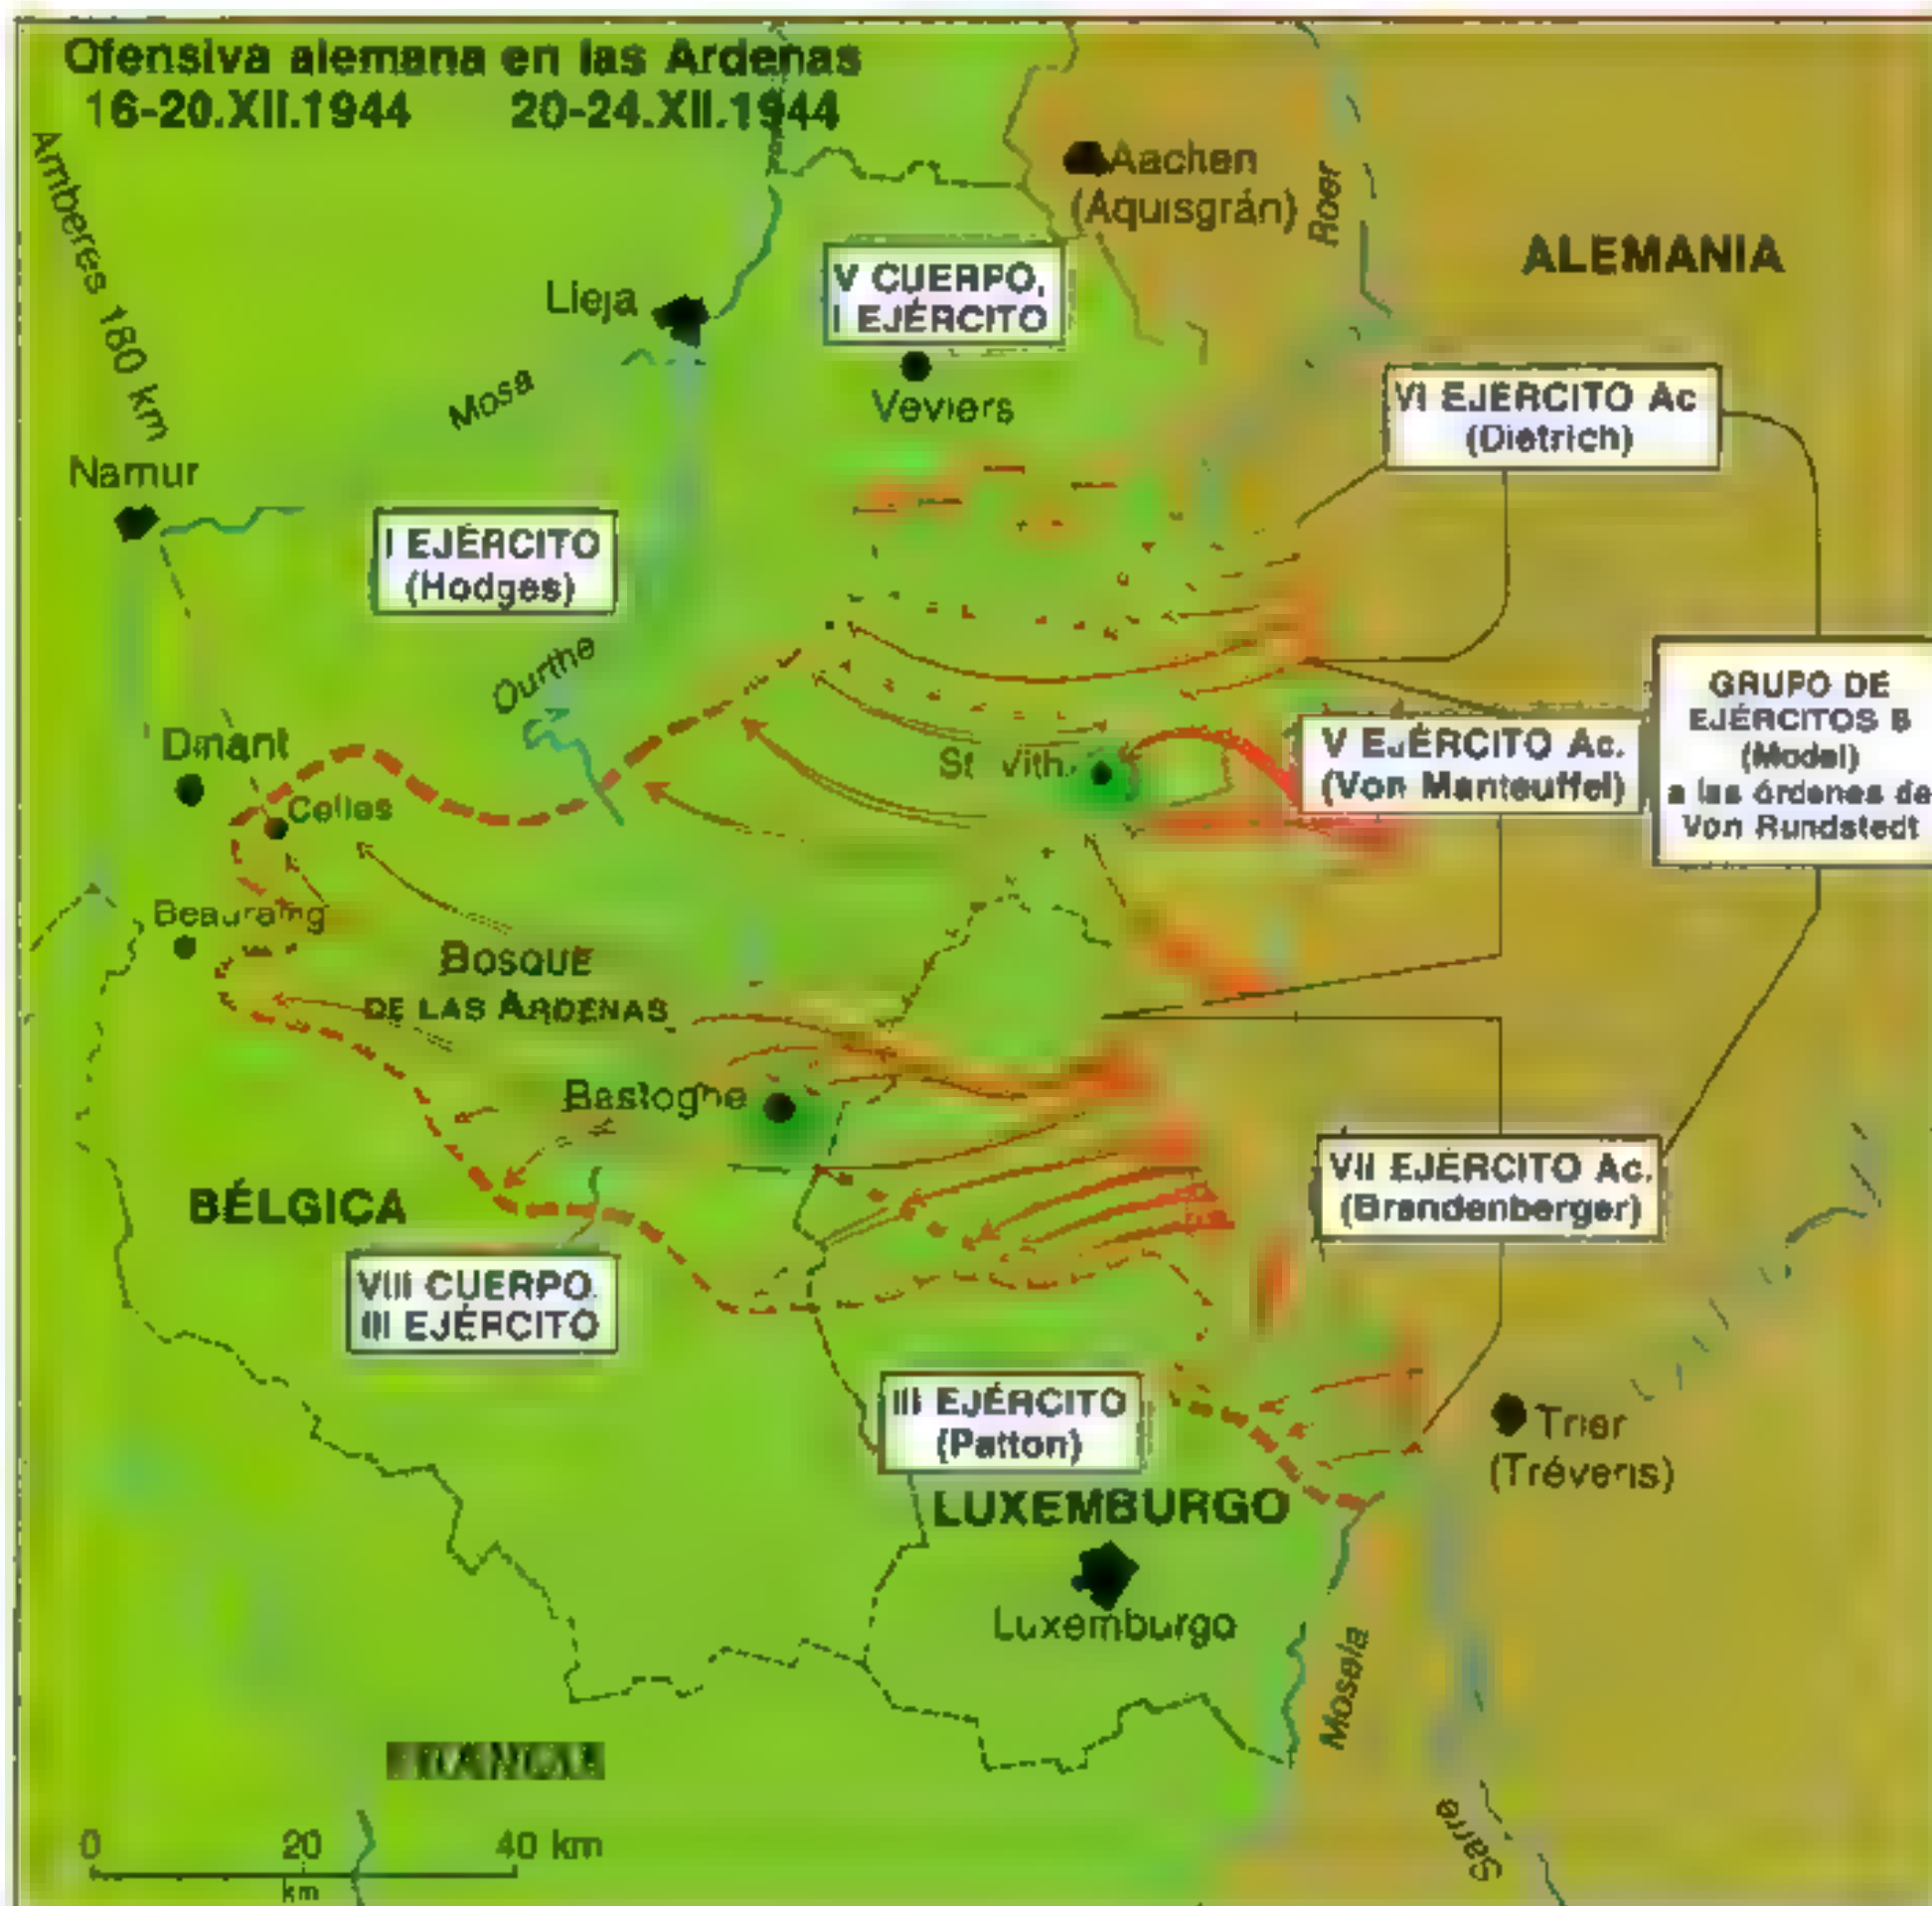 Ofensiva alemana en las Ardenas
16-20.XII.1944 20-24.XII.1944
Amberes 180 km
Aachen
(Aquisgrán)
Roer
ALEMANIA
Lieja
V CUERPO,
I EJÉRCITO
Veviers
Mosa
VI EJÉRCITO Ac
(Dietrich)
Namur
I EJÉRCITO
(Hodges)
Ourthe
GRUPO DE
EJÉRCITOS B
(Model)
a las órdenes de
Von Rundstedt
Dinant
St Vith.
V EJÉRCITO Ac.
(Von Manteuffel)
Celles
Beauraing
BOSQUE
DE LAS ARDENAS
Bastogne
BÉLGICA
VII EJÉRCITO Ac.
(Brandenberger)
VIII CUERPO.
III EJÉRCITO
III EJÉRCITO
(Patton)
Trier
(Tréveris)
LUXEMBURGO
Luxemburgo
Mosela
Sarre
0 20 40 km
km